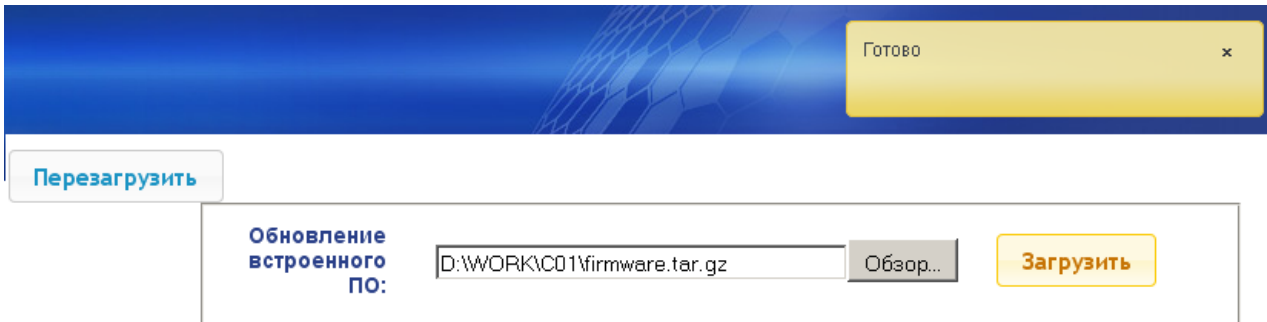 Готово ×
Перезагрузить
Обновление
встроенного
ПО:
D:\WORK\C01\firmware.tar.gz
Обзор...
Загрузить